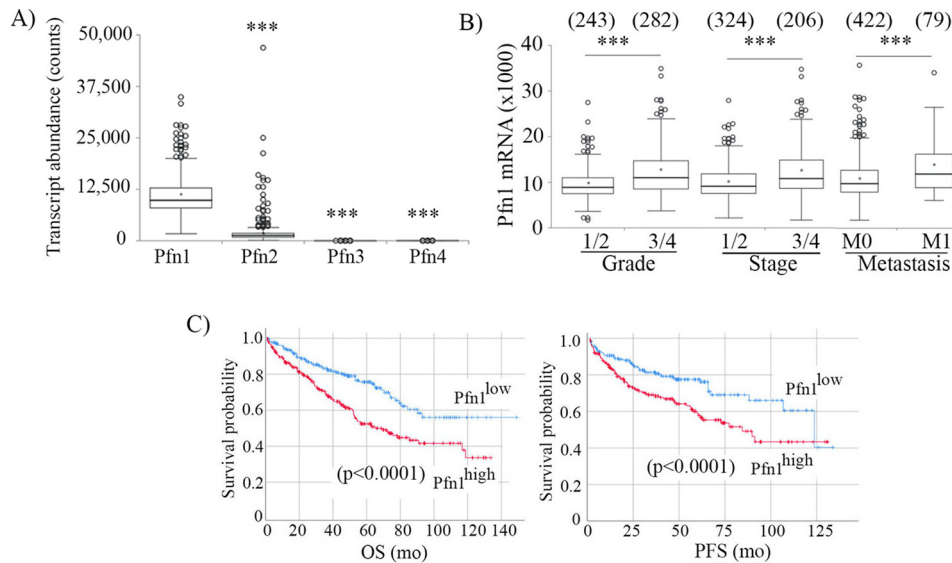 A)
Transcript abundance (counts)
50,000
37,500
25,000
12,500
0
***
***
***
Pfn1 Pfn2 Pfn3 Pfn4
B)
(243) (282) (324) (206) (422) (79)
*** *** ***
Pfn1 mRNA (x1000)
40
30
20
10
0
1/2 3/4 1/2 3/4 M0 M1
Grade Stage Metastasis
C)
Survival probability
1.0
0.8
0.6
0.4
0.2
0
Pfn1low
(p<0.0001) Pfn1high
0 20 40 60 80 100 120 140
OS (mo)
Survival probability
1.0
0.8
0.6
0.4
0.2
0
Pfn1low
(p<0.0001) Pfn1high
0 25 50 75 100 125
PFS (mo)